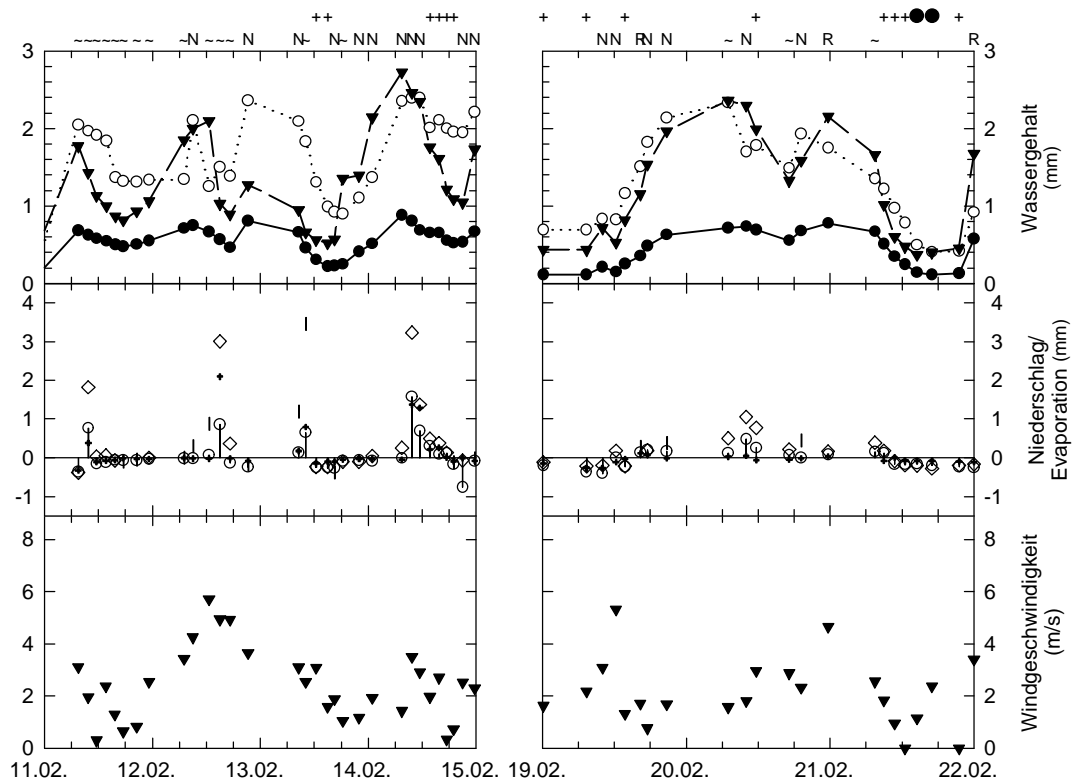 + ++ ++++ + + + + +++●● +
~~~~~~~~ ~N~~~N N~ N~NN NNN NN NN RN N ~ N ~N R ~ R
3 3
2 2
1 1
0 0
Wassergehalt
(mm)
4 4
3 3
2 2
1 1
0 0
-1 -1
Niederschlag/
Evaporation (mm)
8 8
6 6
4 4
2 2
0 0
Windgeschwindigkeit
(m/s)
11.02. 12.02. 13.02. 14.02. 15.02. 19.02. 20.02. 21.02. 22.02.